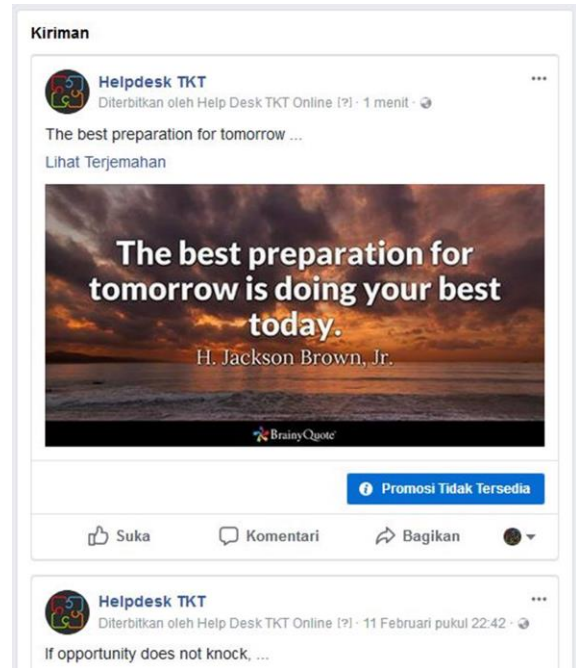 Kiriman
Helpdesk TKT
Diterbitkan oleh Help Desk TKT Online [?] · 1 menit ·
The best preparation for tomorrow ...
Lihat Terjemahan
The best preparation for
tomorrow is doing your best
today.
H. Jackson Brown, Jr.
BrainyQuote®
Promosi Tidak Tersedia
Suka Komentari Bagikan
Helpdesk TKT
Diterbitkan oleh Help Desk TKT Online [?] · 11 Februari pukul 22:42 ·
If opportunity does not knock, ...